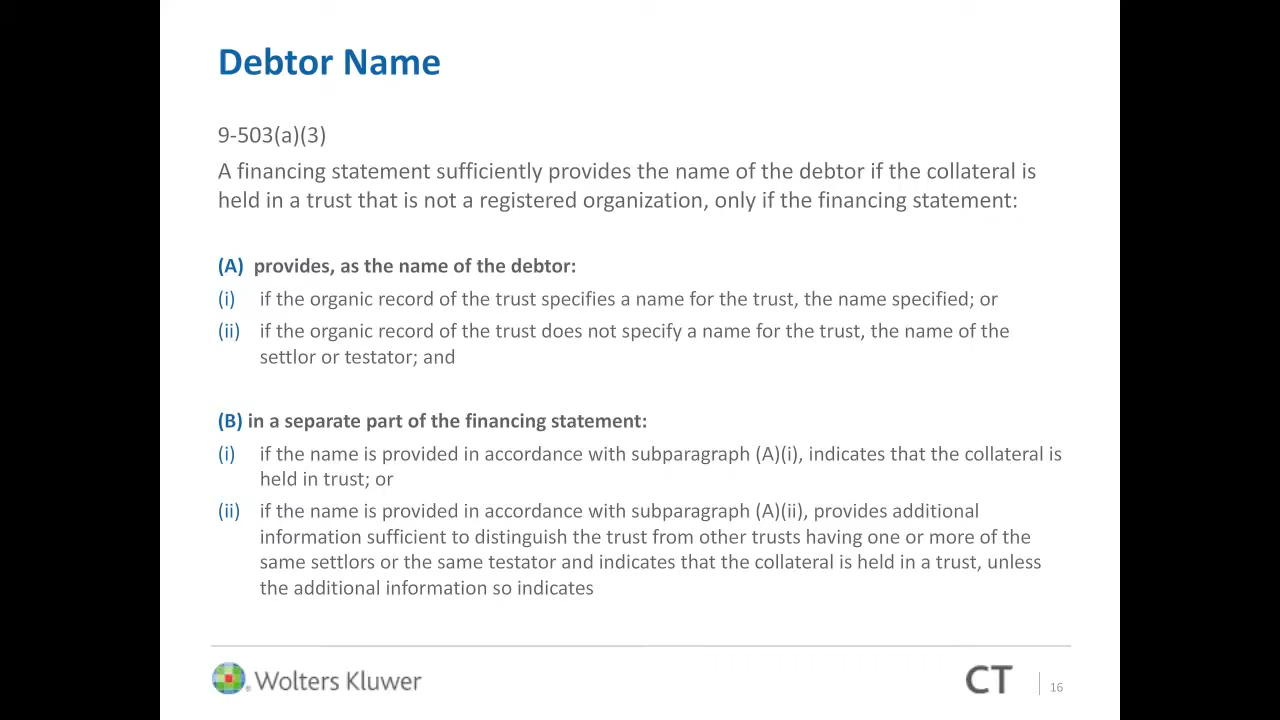 Debtor Name
9-503(a)(3)
A financing statement sufficiently provides the name of the debtor if the collateral is
held in a trust that is not a registered organization, only if the financing statement:
(A) provides, as the name of the debtor:
(i) if the organic record of the trust specifies a name for the trust, the name specified; or
(ii) if the organic record of the trust does not specify a name for the trust, the name of the
settlor or testator; and
(B) in a separate part of the financing statement:
(i) if the name is provided in accordance with subparagraph (A)(i), indicates that the collateral is
held in trust; or
(ii) if the name is provided in accordance with subparagraph (A)(ii), provides additional
information sufficient to distinguish the trust from other trusts having one or more of the
same settlors or the same testator and indicates that the collateral is held in a trust, unless
the additional information so indicates
Wolters Kluwer
CT
16